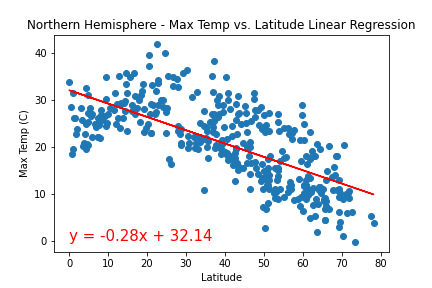 Northern Hemisphere - Max Temp vs. Latitude Linear Regression
Max Temp (C)
40
30
20
10
0
y = -0.28x + 32.14
0 10 20 30 40 50 60 70 80
Latitude